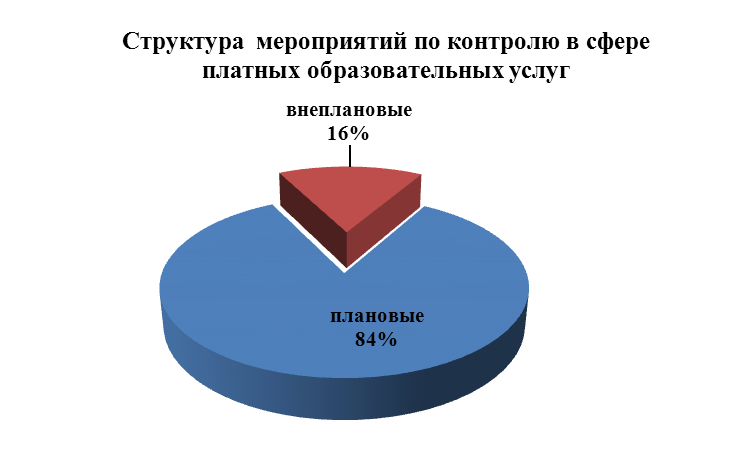 Структура мероприятий по контролю в сфере
платных образовательных услуг
внеплановые
16%
плановые
84%